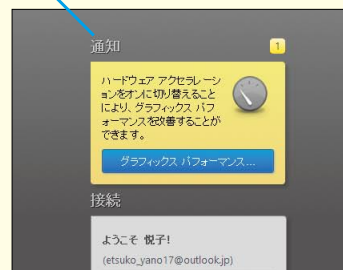 通知
1
ハードウェア アクセラレーシ
ョンをオンに切り替えること
により、グラフィックス パフ
ォーマンスを改善することが
できます。
グラフィックス パフォーマンス...
接続
ようこそ 悦子!
(etsuko_yano17@outlook.jp)